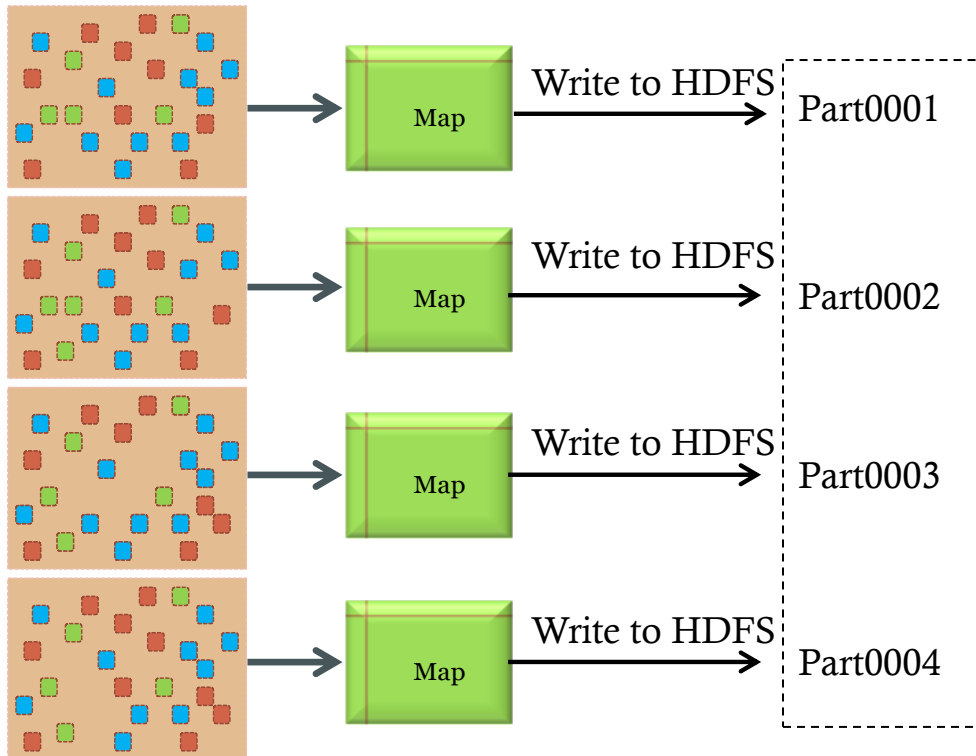 Map
Write to HDFS
Part0001
Map
Write to HDFS
Part0002
Map
Write to HDFS
Part0003
Map
Write to HDFS
Part0004